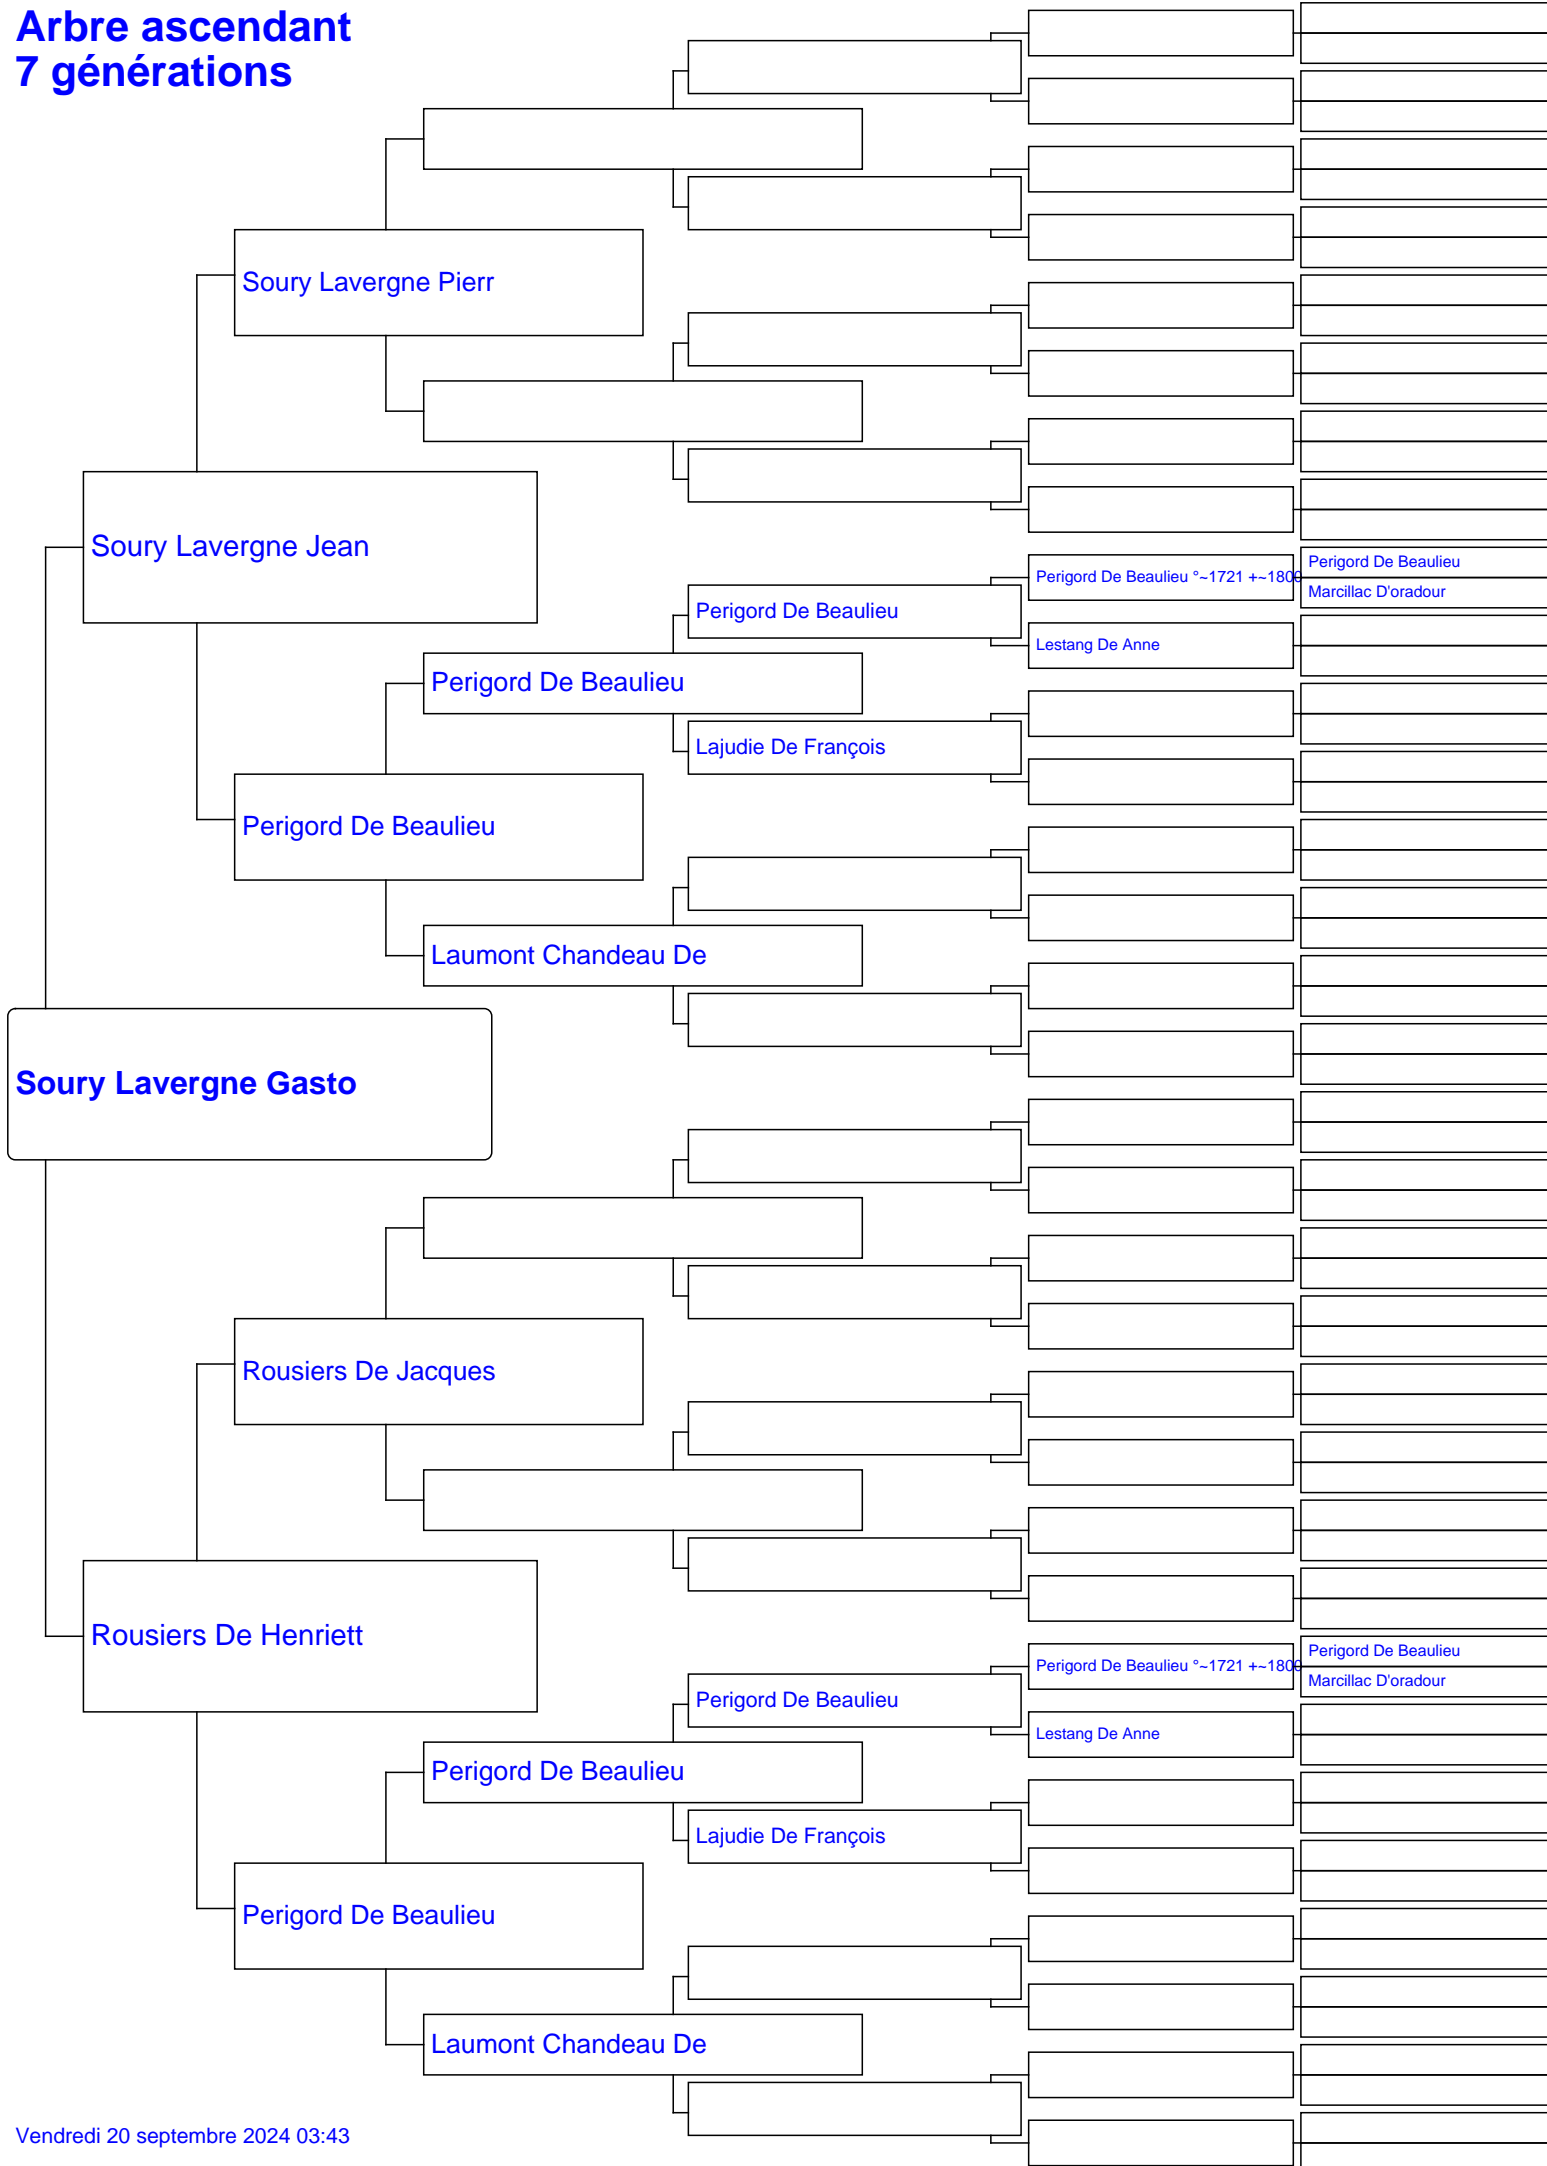 Arbre ascendant
7 générations
Soury Lavergne Pierr
Soury Lavergne Jean
Perigord De Beaulieu °~1721 +~1800
Perigord De Beaulieu
Marcillac D'oradour
Perigord De Beaulieu
Lestang De Anne
Perigord De Beaulieu
Lajudie De François
Perigord De Beaulieu
Laumont Chandeau De
Soury Lavergne Gasto
Rousiers De Jacques
Rousiers De Henriett
Perigord De Beaulieu °~1721 +~1800
Perigord De Beaulieu
Marcillac D'oradour
Perigord De Beaulieu
Lestang De Anne
Perigord De Beaulieu
Lajudie De François
Perigord De Beaulieu
Laumont Chandeau De
Vendredi 20 septembre 2024 03:43